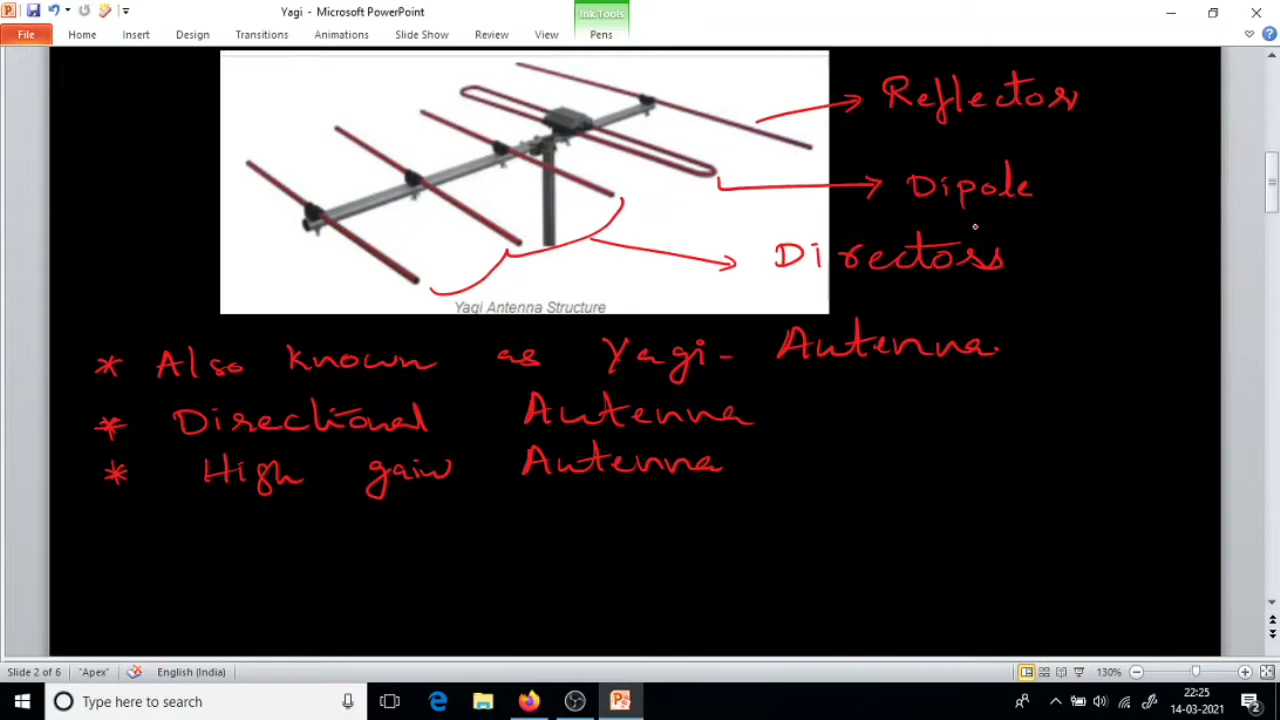 Yagi - Microsoft PowerPoint
Ink Tools
File Home Insert Design Transitions Animations Slide Show Review View Pens
Reflectors
Dipole
Directors
Yagi Antenna Structure
* Also known as Yagi- Antenna.
* Directional Antenna
* High gain Antenna
Slide 2 of 6 "Apex" English (India) 130%
Type here to search
22:25
14-03-2021
2